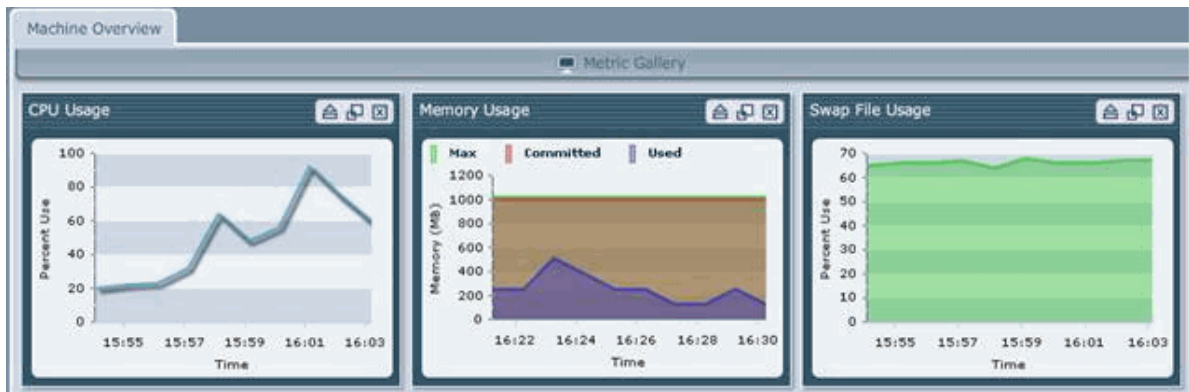 Machine Overview
Metric Gallery
CPU Usage
100
80
60
40
20
0
Percent Use
15:55 15:57 15:59 16:01 16:03
Time
Memory Usage
Max Committed Used
1200
1000
800
600
400
200
0
Memory (MB)
16:22 16:24 16:26 16:28 16:30
Time
Swap File Usage
70
60
50
40
30
20
10
0
Percent Use
15:55 15:57 15:59 16:01 16:03
Time